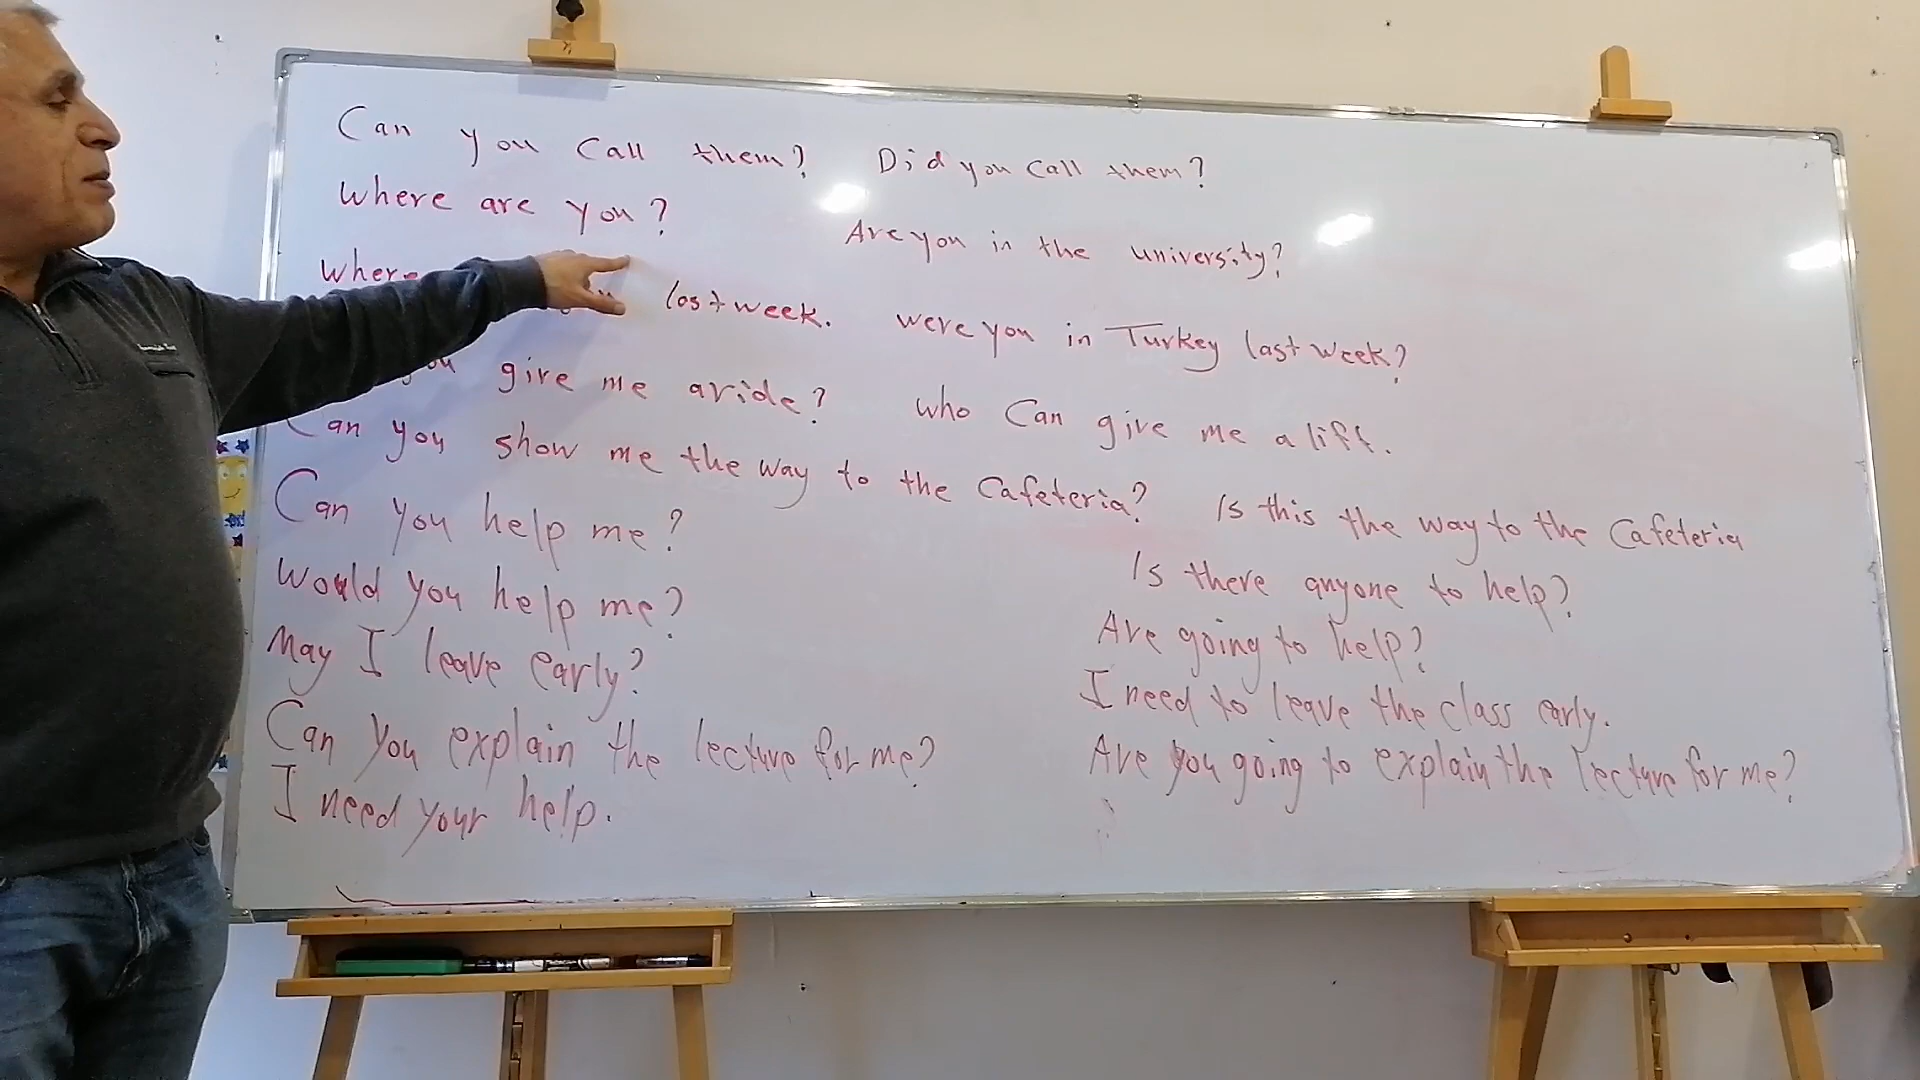 Can you call them? Did you call them?
where are you? Are you in the university?
where last week. were you in Turkey last week?
you give me a ride? who can give me a lift.
Can you show me the way to the Cafeteria? Is this the way to the Cafeteria
Can you help me? Is there anyone to help?
Would you help me? Are going to help?
May I leave early? I need to leave the class early.
Can you explain the lecture for me? Are you going to explain the lecture for me?
I need your help.